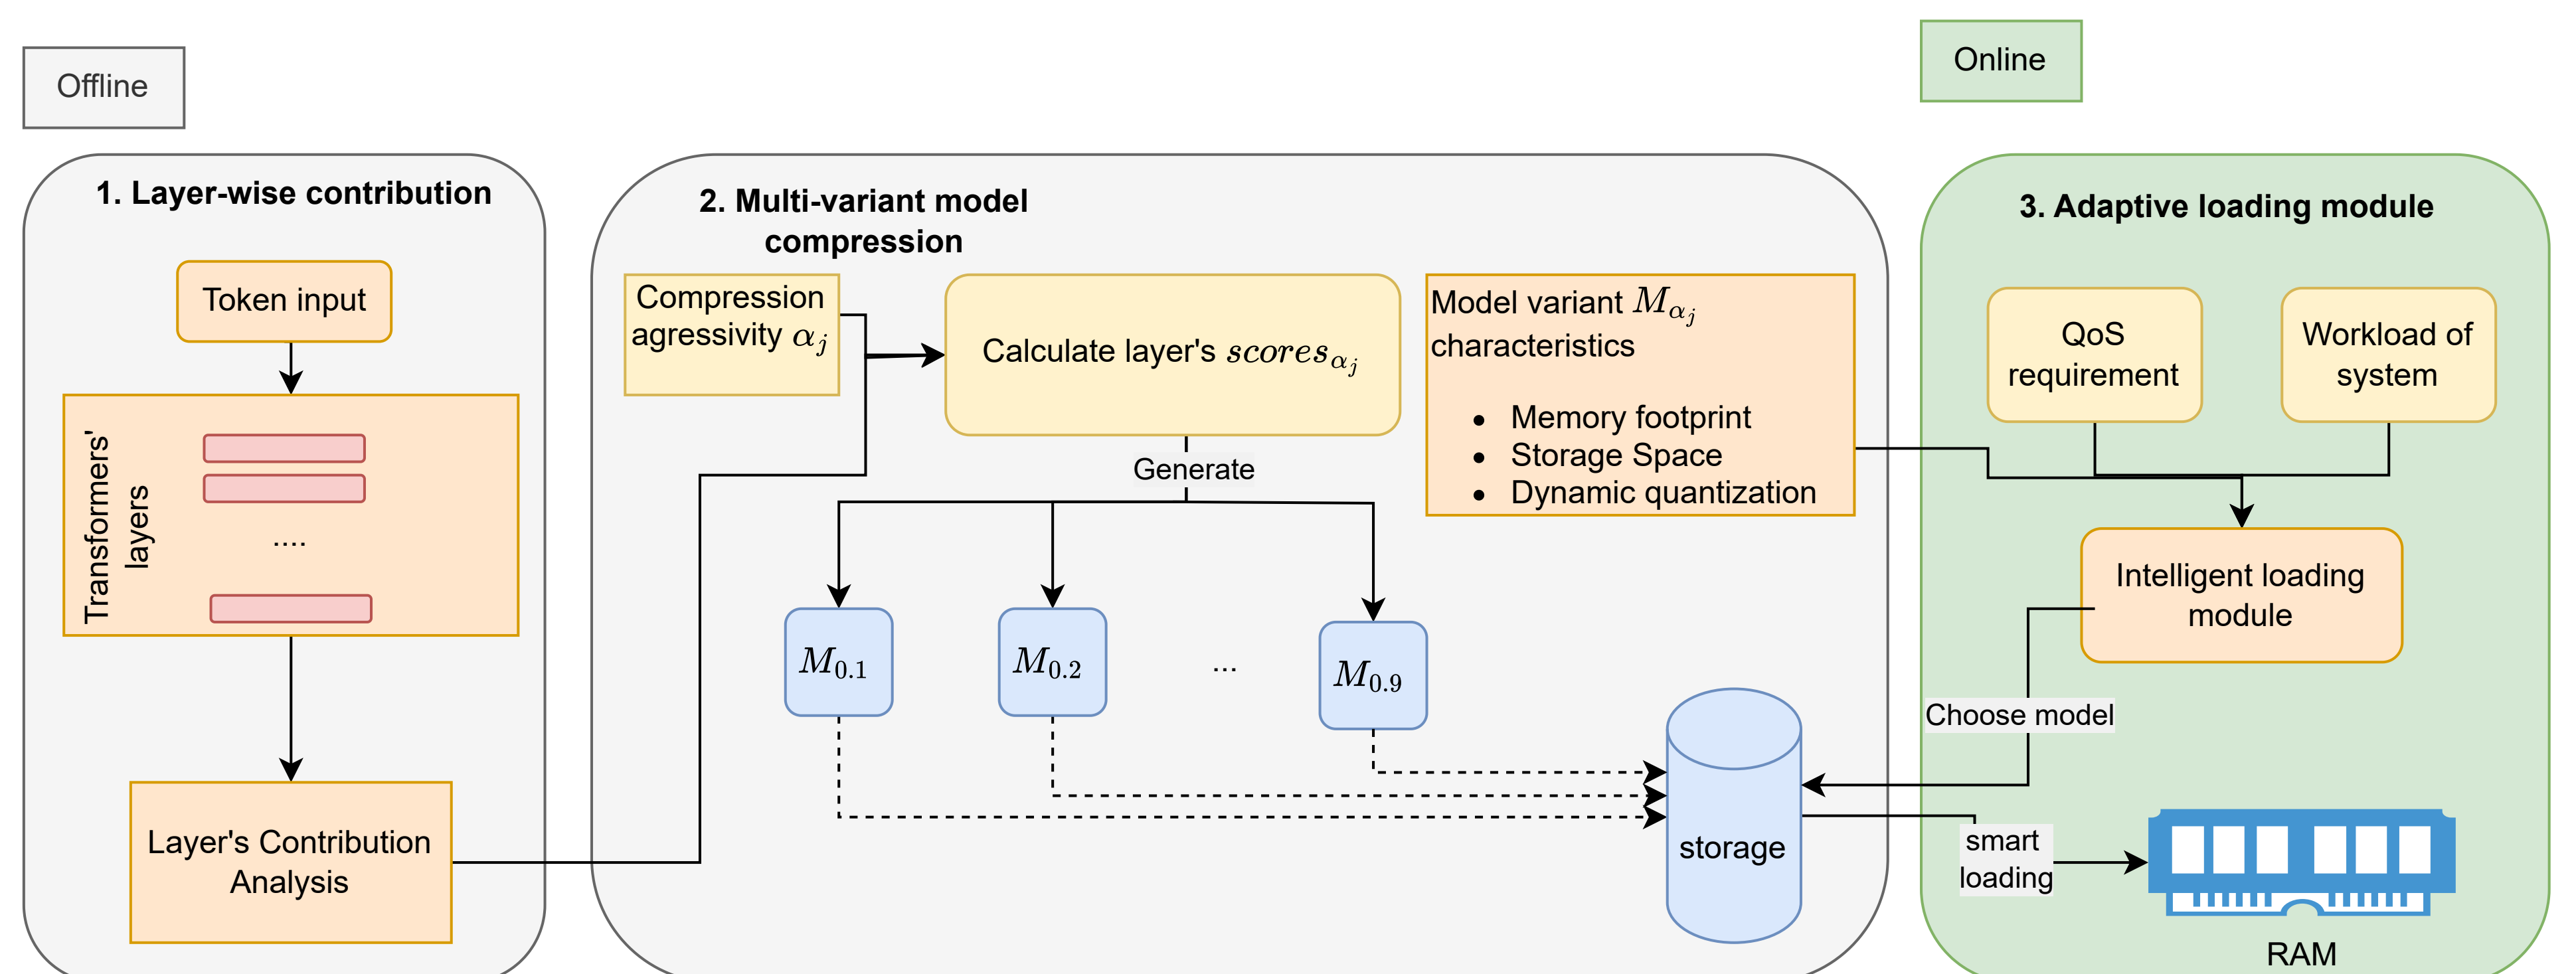 Offline
Online
1. Layer-wise contribution
Token input
Transformers'
layers
....
Layer's Contribution
Analysis
2. Multi-variant model
compression
Compression
agressivity αj
Calculate layer's scoresαj
Generate
M0.1
M0.2
...
M0.9
Model variant Mαj
characteristics
• Memory footprint
• Storage Space
• Dynamic quantization
storage
3. Adaptive loading module
QoS
requirement
Workload of
system
Intelligent loading
module
Choose model
smart
loading
RAM